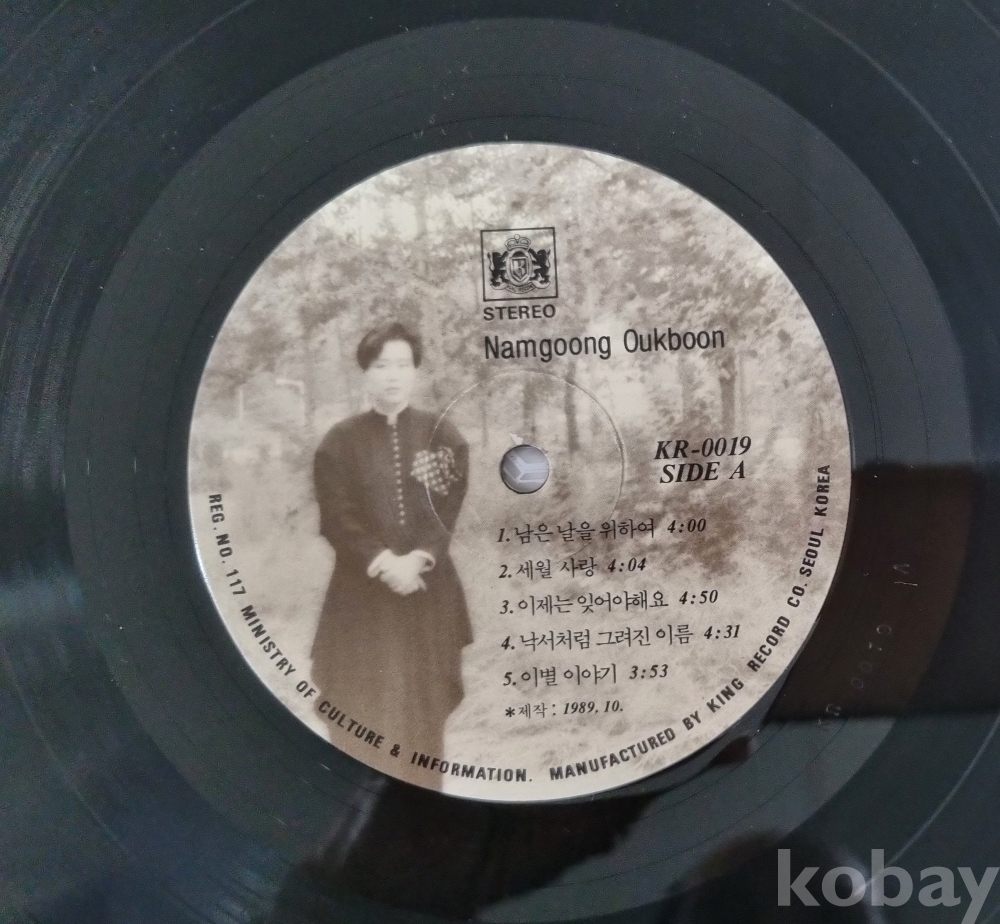 STEREO
Namgoong Oukboon
KR-0019
SIDE A
1. 남은 날을 위하여 4:00
2. 세월 사랑 4:04
3. 이제는 잊어야해요 4:50
4. 낙서처럼 그려진 이름 4:31
5. 이별 이야기 3:53
*제작: 1989. 10.
REG. NO. 117 MINISTRY OF CULTURE & INFORMATION. MANUFACTURED BY KING RECORD CO. SEOUL KOREA
kobay